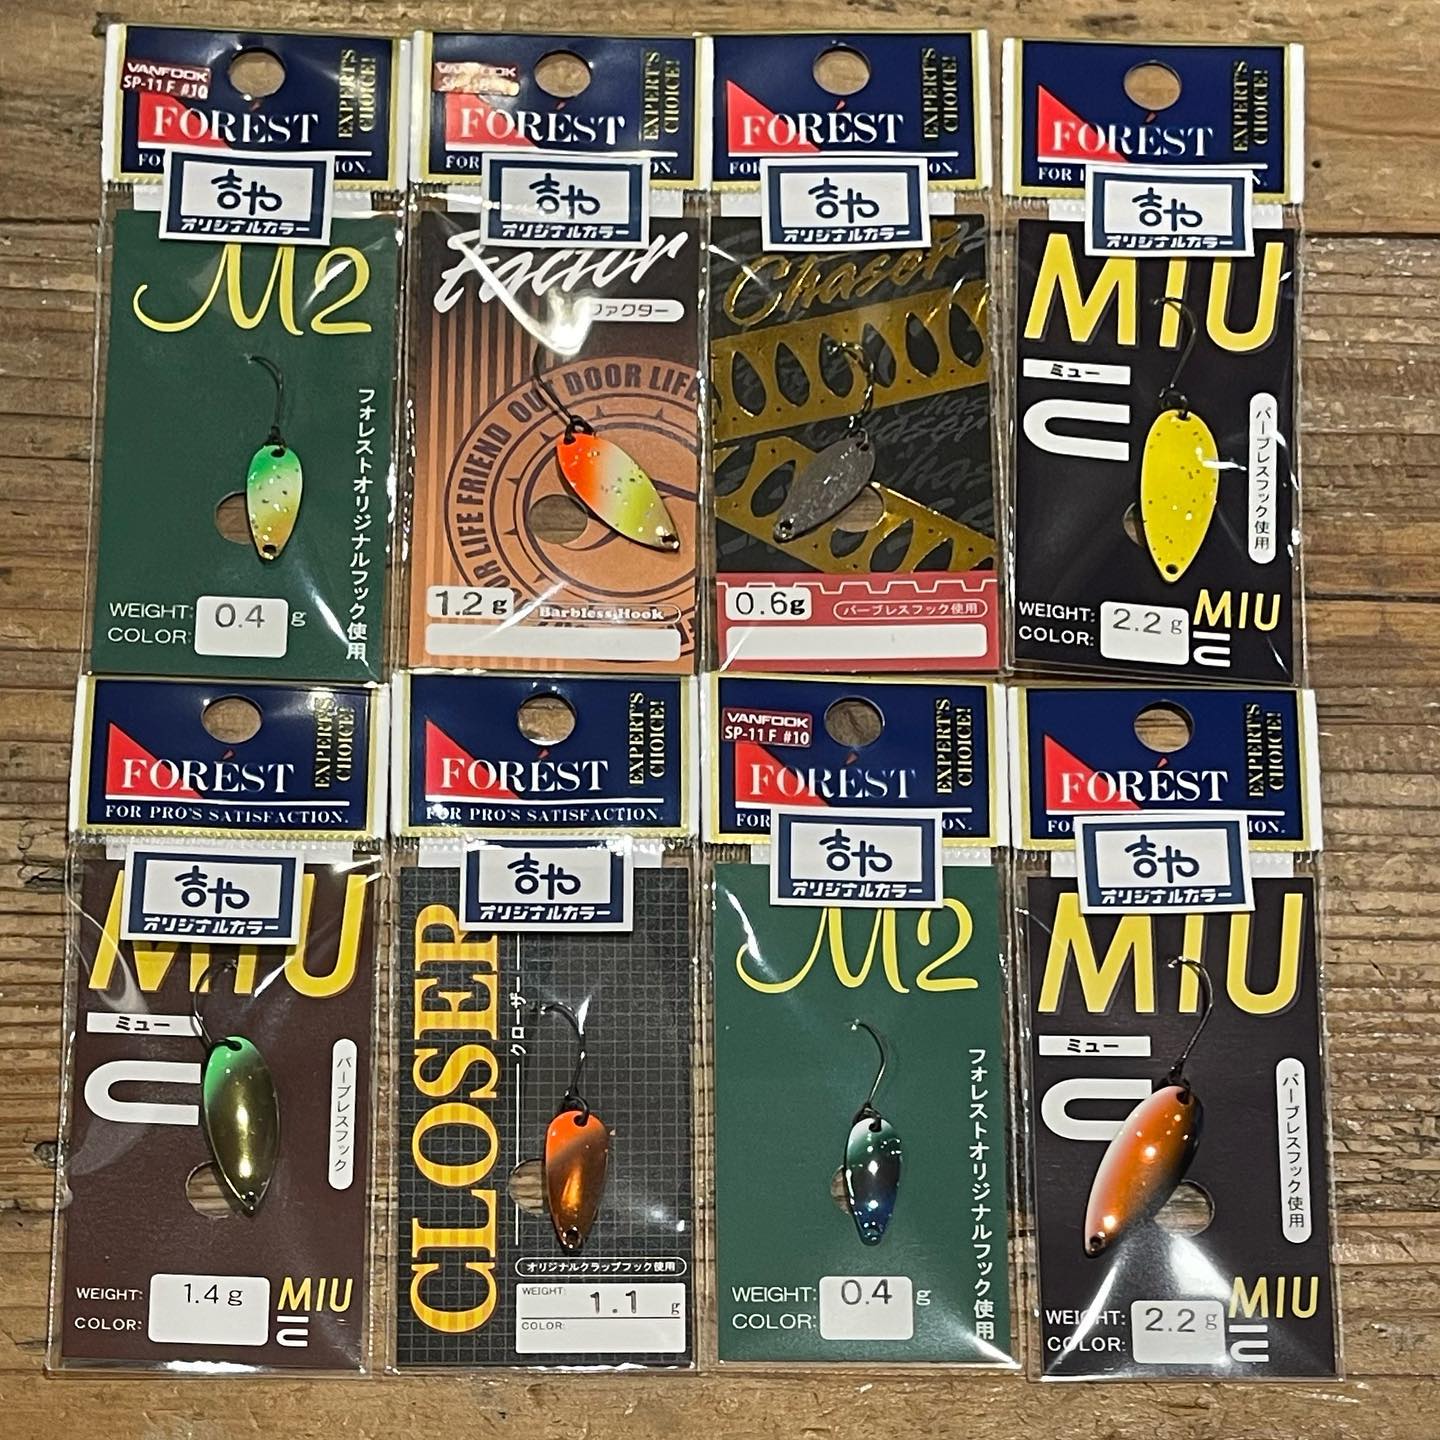 VANFOOK
SP-11 F #10
FORÉST
EXPERT'S
CHOICE!
吉や
オリジナルカラー
M2
フォレストオリジナルフック使用
WEIGHT: 0.4 g
COLOR:
VANFOOK
FORÉST
EXPERT'S
CHOICE!
吉や
オリジナルカラー
Factor
ファクター
FOR LIFE FRIEND OUT DOOR LIFE
1.2 g
Barbless Hook
FORÉST
EXPERT'S
CHOICE!
吉や
オリジナルカラー
Chaser
0.6g
バーブレスフック使用
FORÉST
EXPERT'S
CHOICE!
吉や
オリジナルカラー
MIU
ミュー
バーブレスフック使用
WEIGHT: 2.2 g
COLOR:
MIU
FORÉST
EXPERT'S
CHOICE!
FOR PRO'S SATISFACTION.
吉や
オリジナルカラー
MIU
ミュー
バーブレスフック
WEIGHT: 1.4 g
COLOR:
MIU
FORÉST
EXPERT'S
CHOICE!
FOR PRO'S SATISFACTION.
吉や
オリジナルカラー
CLOSER
クローザー
オリジナルクラップフック使用
WEIGHT: 1.1 g
COLOR:
VANFOOK
SP-11 F #10
FORÉST
EXPERT'S
CHOICE!
吉や
オリジナルカラー
M2
フォレストオリジナルフック使用
WEIGHT: 0.4 g
COLOR:
FORÉST
EXPERT'S
CHOICE!
吉や
オリジナルカラー
MIU
ミュー
バーブレスフック使用
WEIGHT: 2.2 g
COLOR:
MIU